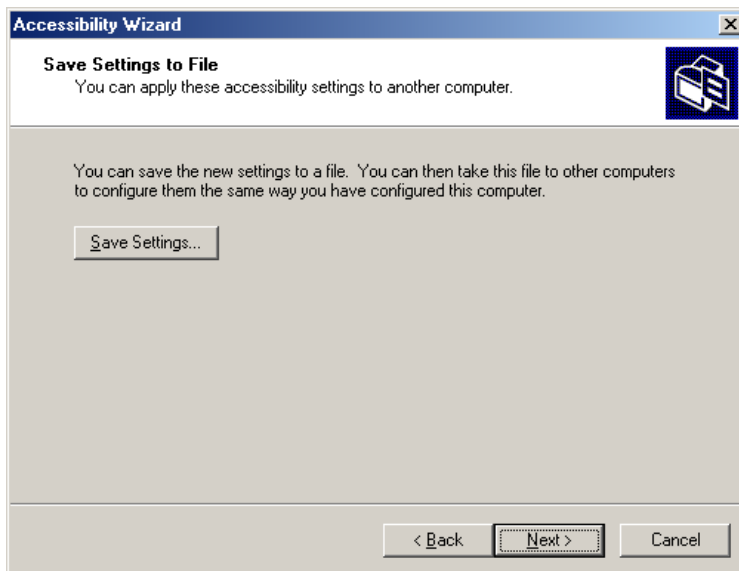 Accessibility Wizard
Save Settings to File
You can apply these accessibility settings to another computer.
You can save the new settings to a file.  You can then take this file to other computers
to configure them the same way you have configured this computer.
Save Settings...
< Back
Next >
Cancel